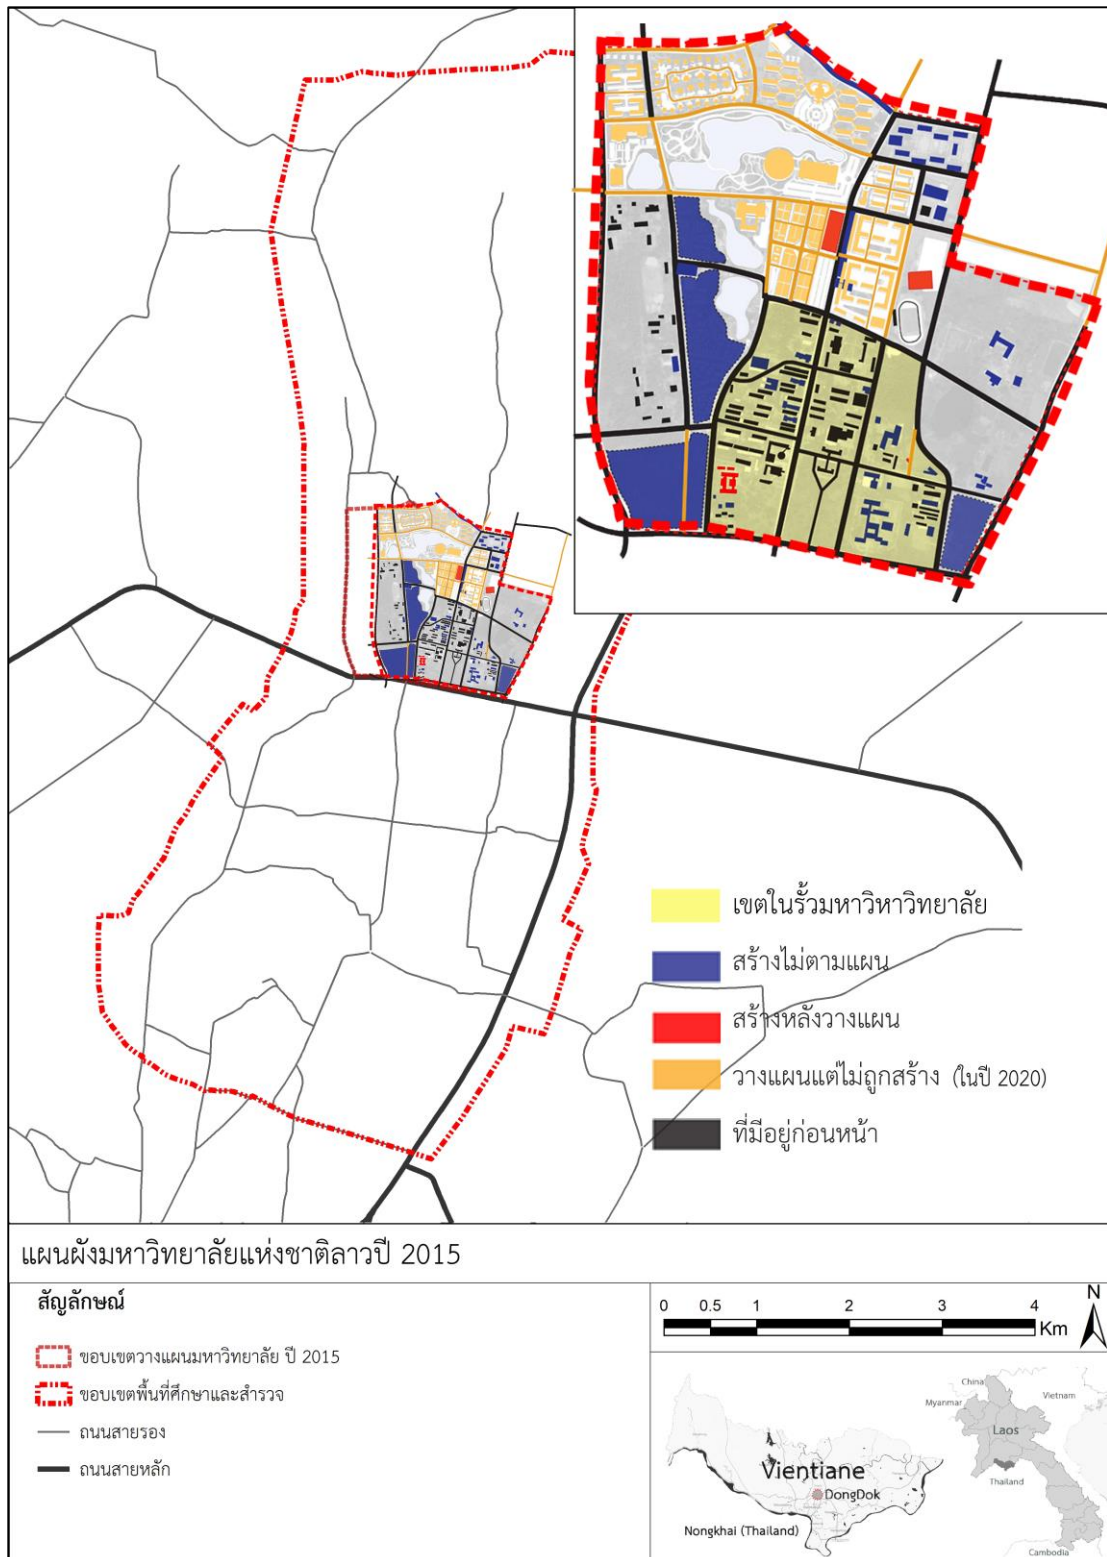 เขตในรั้วมหาวิหาวิทยาลัย
สร้างไม่ตามแผน
สร้างหลังวางแผน
วางแผนแต่ไม่ถูกสร้าง (ในปี 2020)
ที่มีอยู่ก่อนหน้า
แผนผังมหาวิทยาลัยแห่งชาติลาวปี 2015
สัญลักษณ์
ขอบเขตวางแผนมหาวิทยาลัย ปี 2015
ขอบเขตพื้นที่ศึกษาและสำรวจ
ถนนสายรอง
ถนนสายหลัก
0 0.5 1 2 3 4
Km
N
Vientiane
DongDok
Nongkhai (Thailand)
China
Myanmar
Vietnam
Laos
Thailand
Cambodia